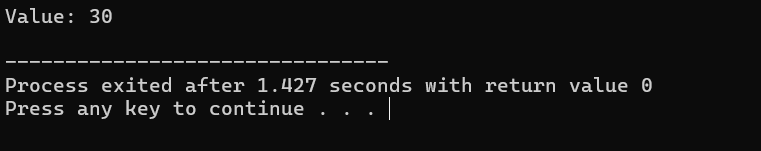 Value: 30
--------------------------------
Process exited after 1.427 seconds with return value 0
Press any key to continue . . .